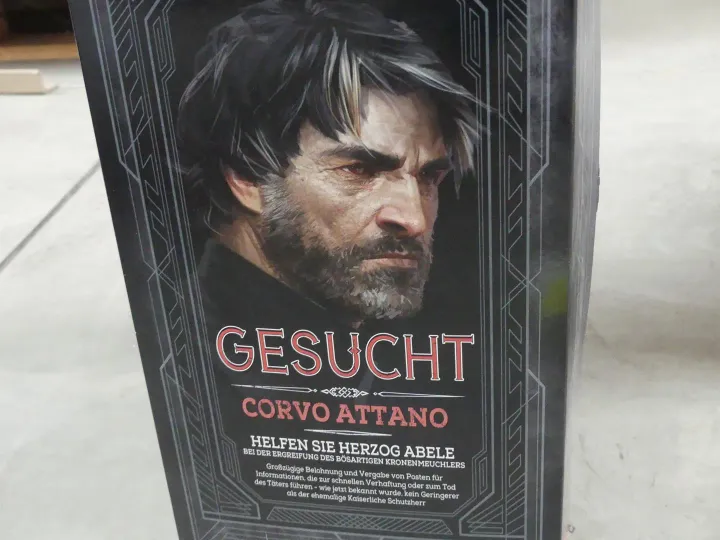 GESUCHT
CORVO ATTANO
HELFEN SIE HERZOG ABELE
BEI DER ERGREIFUNG DES BÖSARTIGEN KRONENMEUCHLERS
Großzügige Belohnung und Vergabe von Posten für
Informationen, die zur schnellen Verhaftung oder zum Tod
des Täters führen - wie jetzt bekannt wurde, kein Geringerer
als der ehemalige Kaiserliche Schutzherr